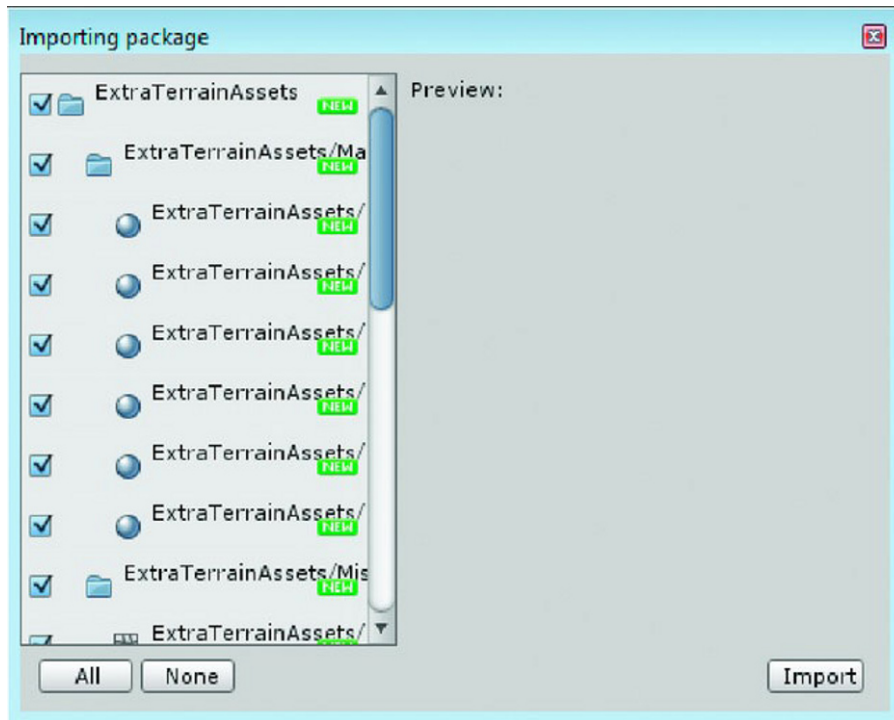 Importing package
ExtraTerrainAssets
NEW
Preview:
ExtraTerrainAssets/Ma
NEW
ExtraTerrainAssets/
NEW
ExtraTerrainAssets/
NEW
ExtraTerrainAssets/
NEW
ExtraTerrainAssets/
NEW
ExtraTerrainAssets/
NEW
ExtraTerrainAssets/
NEW
ExtraTerrainAssets/Mis
NEW
ExtraTerrainAssets/
All
None
Import